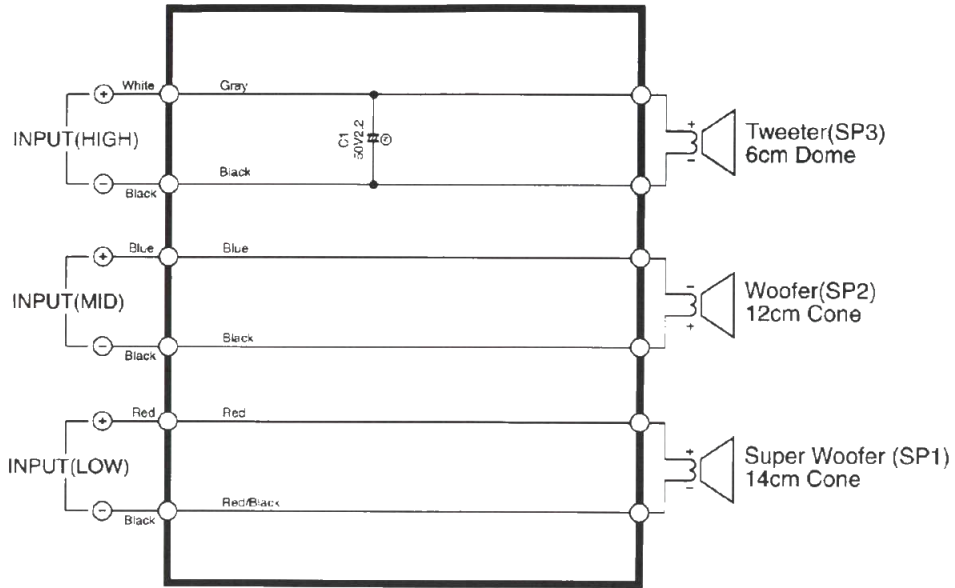 White
Gray
INPUT(HIGH)
C1
50V2.2
Tweeter(SP3)
6cm Dome
Black
Black
Blue
Blue
INPUT(MID)
Woofer(SP2)
12cm Cone
Black
Black
Red
Red
INPUT(LOW)
Super Woofer (SP1)
14cm Cone
Red/Black
Black